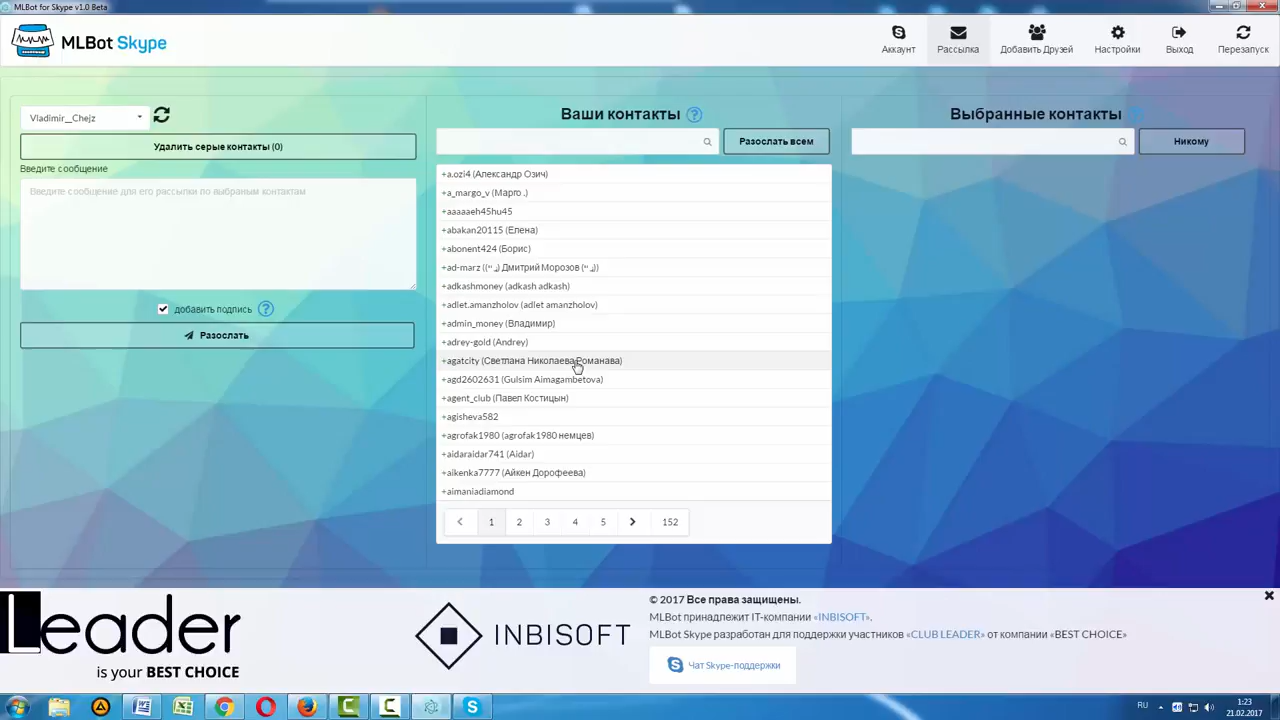 MLBot for Skype v1.0 Beta
MLBot Skype
Аккаунт
Рассылка
Добавить Друзей
Настройки
Выход
Перезапуск
Vladimir__Chejz
Удалить серые контакты (0)
Введите сообщение
Введите сообщение для его рассылки по выбраным контактам
добавить подпись
Разослать
Ваши контакты
Разослать всем
+a.ozi4 (Александр Озич)
+a_margo_v (Марго .)
+aaaaaeh45hu45
+abakan20115 (Елена)
+abonent424 (Борис)
Дмитрий Морозов
+adkashmoney (adkash adkash)
+adlet.amanzholov (adlet amanzholov)
+admin_money (Владимир)
+adrey-gold (Andrey)
+agatcity (Светлана Николаева Романава)
+agd2602631 (Gulsim Aimagambetova)
+agent_club (Павел Костицын)
+agisheva582
+agrofak1980 (agrofak1980 немцев)
+aidaraidar741 (Aidar)
+aikenka7777 (Айкен Дорофеева)
+aimaniadiamond
1 2 3 4 5 152
Выбранные контакты
Никому
Leader
is your BEST CHOICE
INBISOFT
© 2017 Все права защищены.
MLBot принадлежит IT-компании «INBISOFT».
MLBot Skype разработан для поддержки участников «CLUB LEADER» от компании «BEST CHOICE»
Чат Skype-поддержки
RU
1:23
21.02.2017